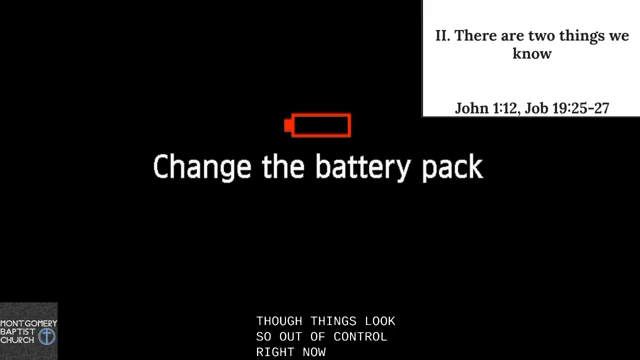 II. There are two things we
know
John 1:12, Job 19:25-27
Change the battery pack
MONTGOMERY
BAPTIST
CHURCH
THOUGH THINGS LOOK
SO OUT OF CONTROL
RIGHT NOW